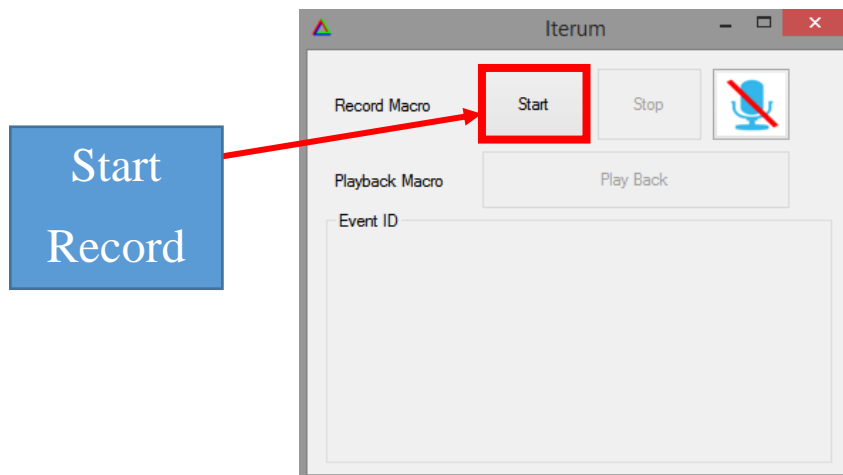 Iterum
Record Macro
Start
Stop
Start
Record
Playback Macro
Play Back
Event ID